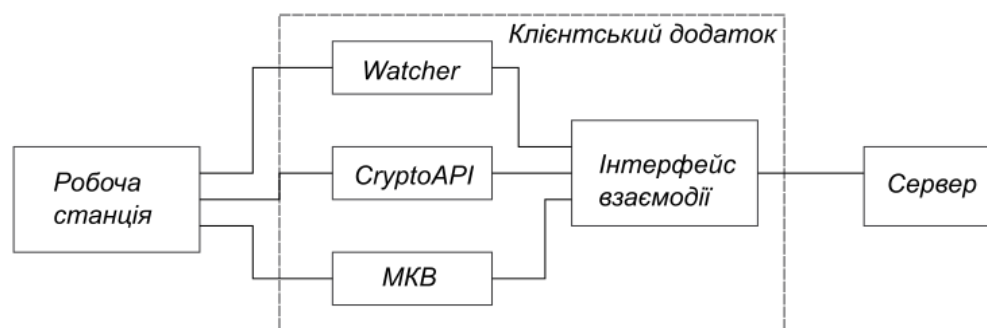 Клієнтський додаток
Watcher
Робоча
станція
CryptoAPI
Інтерфейс
взаємодії
Сервер
МКВ